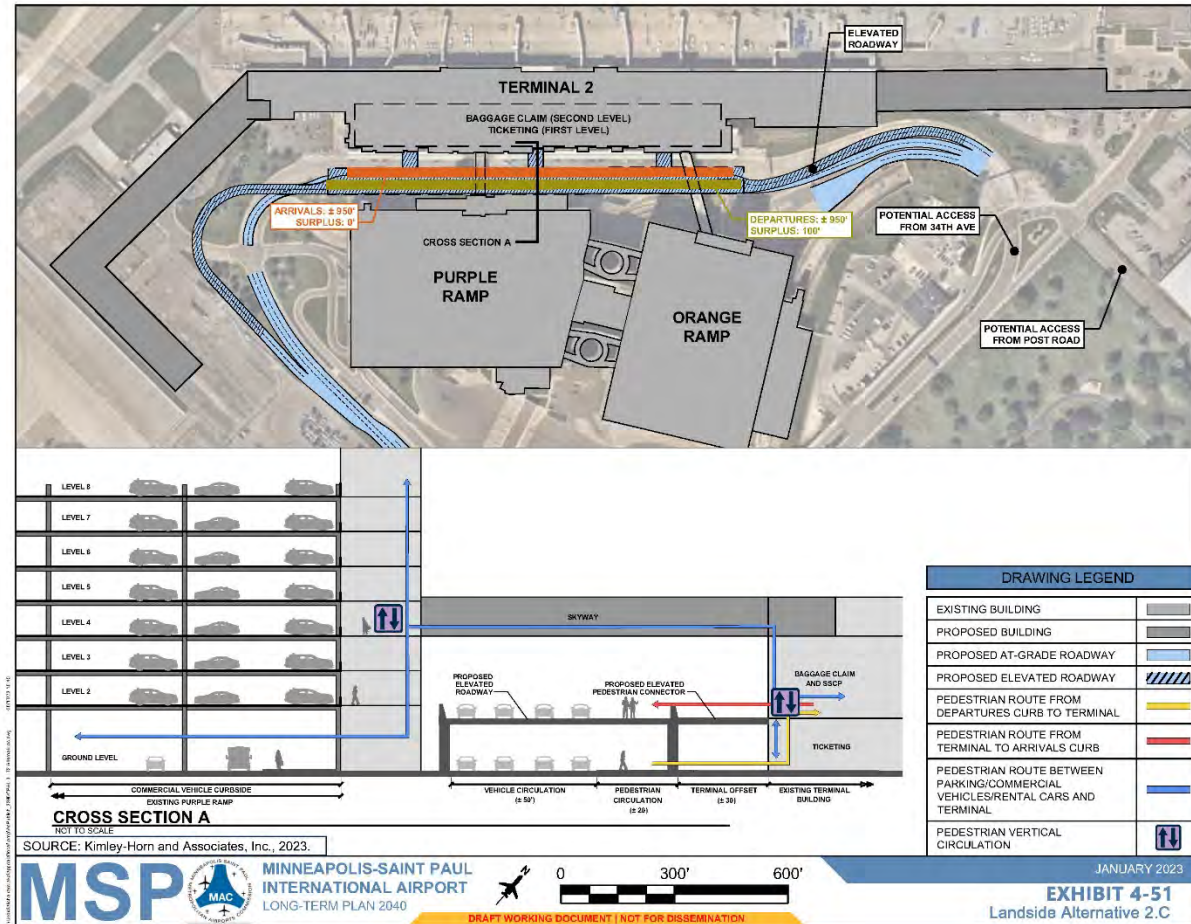 ELEVATED
ROADWAY
TERMINAL 2
BAGGAGE CLAIM (SECOND LEVEL)
TICKETING (FIRST LEVEL)
ARRIVALS: ± 950'
SURPLUS: 0'
DEPARTURES: ± 950'
SURPLUS: 100'
POTENTIAL ACCESS
FROM 34TH AVE
CROSS SECTION A
PURPLE
RAMP
ORANGE
RAMP
POTENTIAL ACCESS
FROM POST ROAD
LEVEL 8
LEVEL 7
LEVEL 6
LEVEL 5
LEVEL 4
LEVEL 3
LEVEL 2
GROUND LEVEL
SKYWAY
PROPOSED
ELEVATED
ROADWAY
PROPOSED ELEVATED
PEDESTRIAN CONNECTOR
BAGGAGE CLAIM
AND SSCP
TICKETING
COMMERCIAL VEHICLE CURBSIDE
EXISTING PURPLE RAMP
VEHICLE CIRCULATION
(± 50')
PEDESTRIAN
CIRCULATION
(± 20)
TERMINAL OFFSET
(± 30)
EXISTING TERMINAL
BUILDING
CROSS SECTION A
NOT TO SCALE
DRAWING LEGEND
EXISTING BUILDING
PROPOSED BUILDING
PROPOSED AT-GRADE ROADWAY
PROPOSED ELEVATED ROADWAY
PEDESTRIAN ROUTE FROM
DEPARTURES CURB TO TERMINAL
PEDESTRIAN ROUTE FROM
TERMINAL TO ARRIVALS CURB
PEDESTRIAN ROUTE BETWEEN
PARKING/COMMERCIAL
VEHICLES/RENTAL CARS AND
TERMINAL
PEDESTRIAN VERTICAL
CIRCULATION
SOURCE: Kimley-Horn and Associates, Inc., 2023.
MSP
MAC
MINNEAPOLIS-SAINT PAUL
INTERNATIONAL AIRPORT
LONG-TERM PLAN 2040
0 300' 600'
DRAFT WORKING DOCUMENT | NOT FOR DISSEMINATION
JANUARY 2023
EXHIBIT 4-51
Landside Alternative 2.C